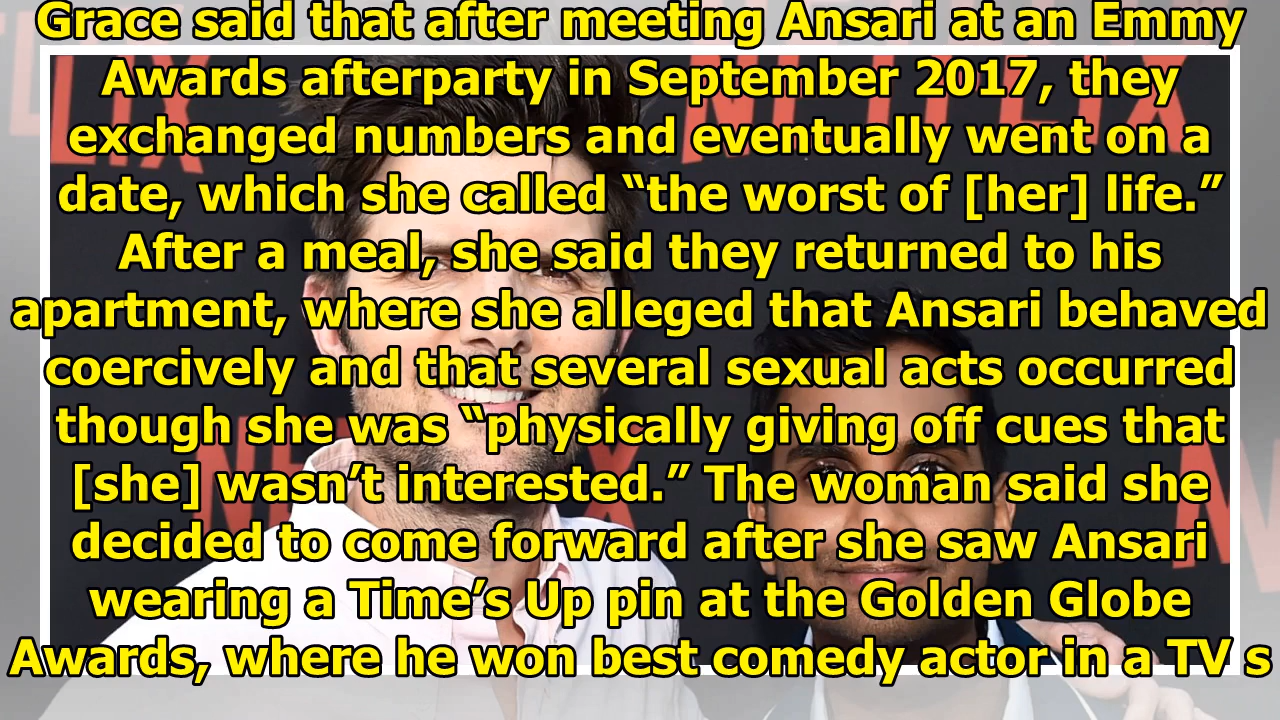 Grace said that after meeting Ansari at an Emmy
Awards afterparty in September 2017, they
exchanged numbers and eventually went on a
date, which she called “the worst of [her] life.”
After a meal, she said they returned to his
apartment, where she alleged that Ansari behaved
coercively and that several sexual acts occurred
though she was “physically giving off cues that
[she] wasn’t interested.” The woman said she
decided to come forward after she saw Ansari
wearing a Time’s Up pin at the Golden Globe
Awards, where he won best comedy actor in a TV s